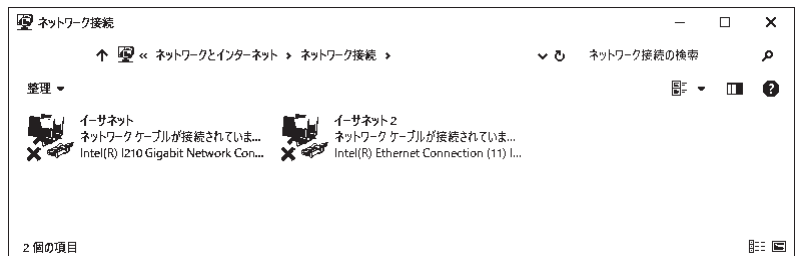 ネットワーク接続
« ネットワークとインターネット › ネットワーク接続 ›
ネットワーク接続の検索
整理
イーサネット
ネットワーク ケーブルが接続されていま...
Intel(R) I210 Gigabit Network Con...
イーサネット 2
ネットワーク ケーブルが接続されていま...
Intel(R) Ethernet Connection (11) I...
2 個の項目